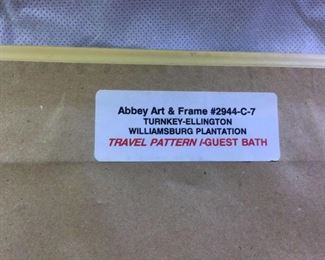 Abbey Art & Frame #2944-C-7
TURNKEY-ELLINGTON
WILLIAMSBURG PLANTATION
TRAVEL PATTERN I-GUEST BATH